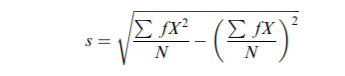 s = √(∑ fX²/N − (∑ fX/N)²)